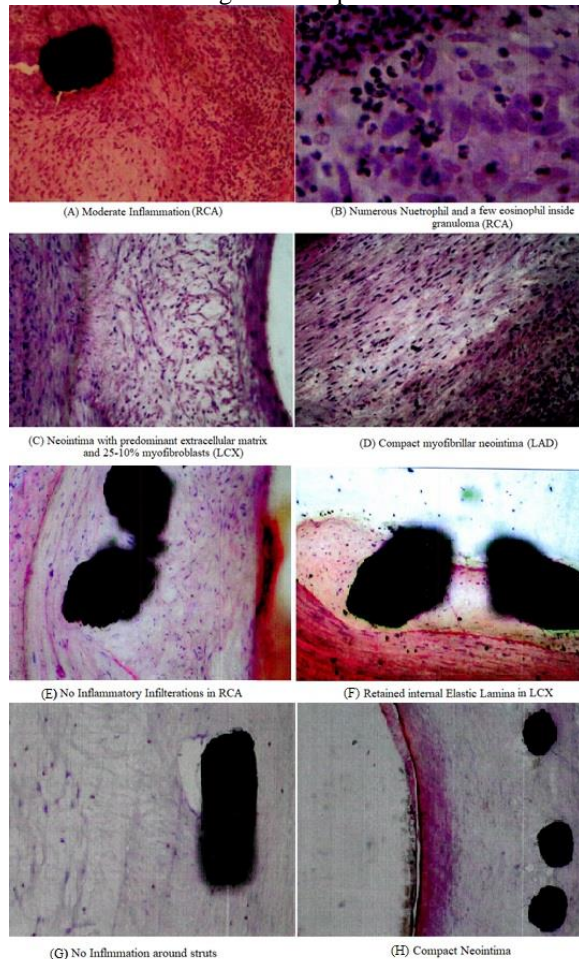 (A) Moderate Inflammation (RCA)
(B) Numerous Nuetrophil and a few eosinophil inside
granuloma (RCA)
(C) Neointima with predominant extracellular matrix
and 25-10% myofibroblasts (LCX)
(D) Compact myofibrillar neointima (LAD)
(E) No Inflammatory Infilterations in RCA
(F) Retained internal Elastic Lamina in LCX
(G) No Inflmmation around struts
(H) Compact Neointima